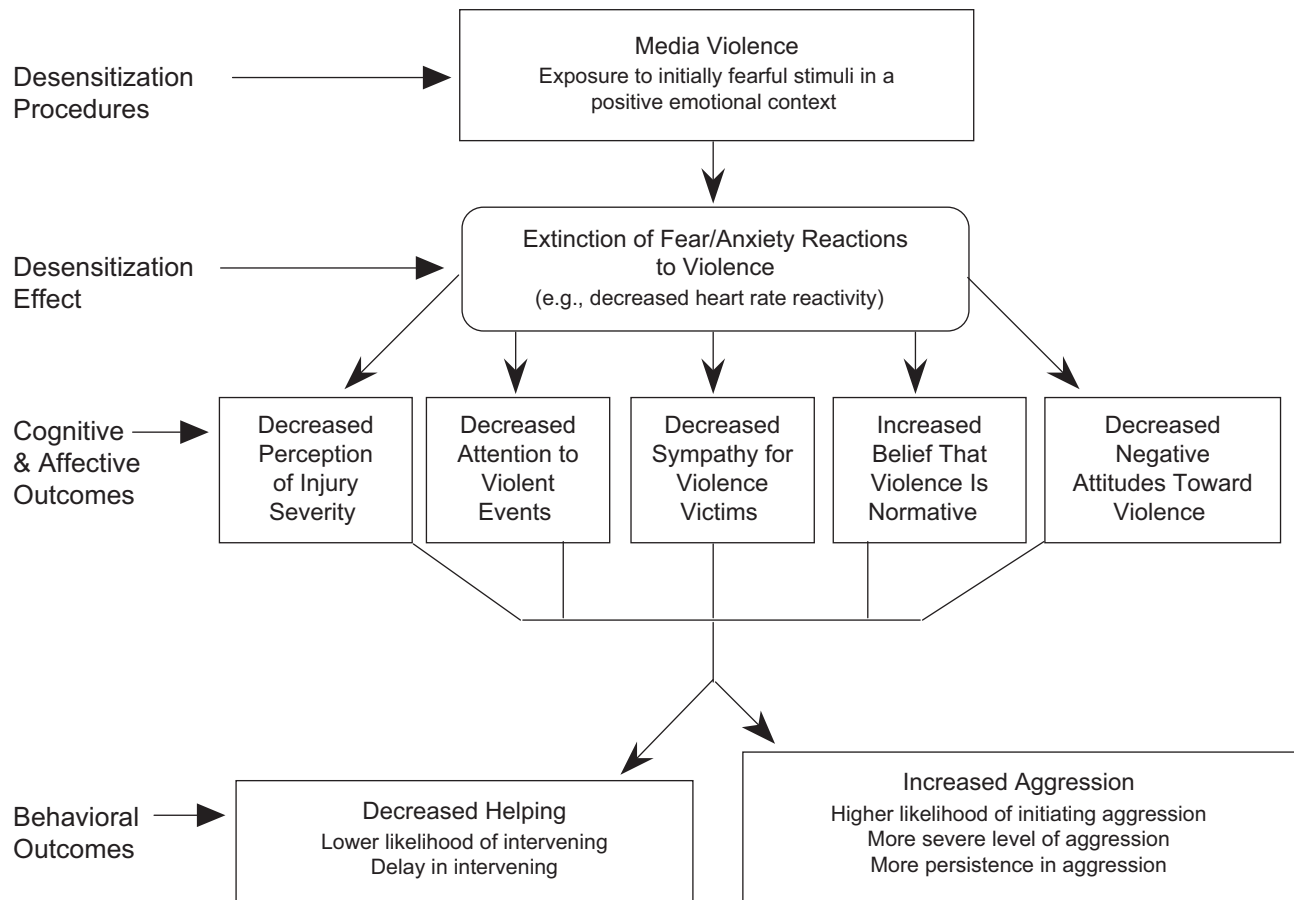 Desensitization
Procedures
Media Violence
Exposure to initially fearful stimuli in a
positive emotional context
Desensitization
Effect
Extinction of Fear/Anxiety Reactions
to Violence
(e.g., decreased heart rate reactivity)
Cognitive
& Affective
Outcomes
Decreased
Perception
of Injury
Severity
Decreased
Attention to
Violent
Events
Decreased
Sympathy for
Violence
Victims
Increased
Belief That
Violence Is
Normative
Decreased
Negative
Attitudes Toward
Violence
Behavioral
Outcomes
Decreased Helping
Lower likelihood of intervening
Delay in intervening
Increased Aggression
Higher likelihood of initiating aggression
More severe level of aggression
More persistence in aggression